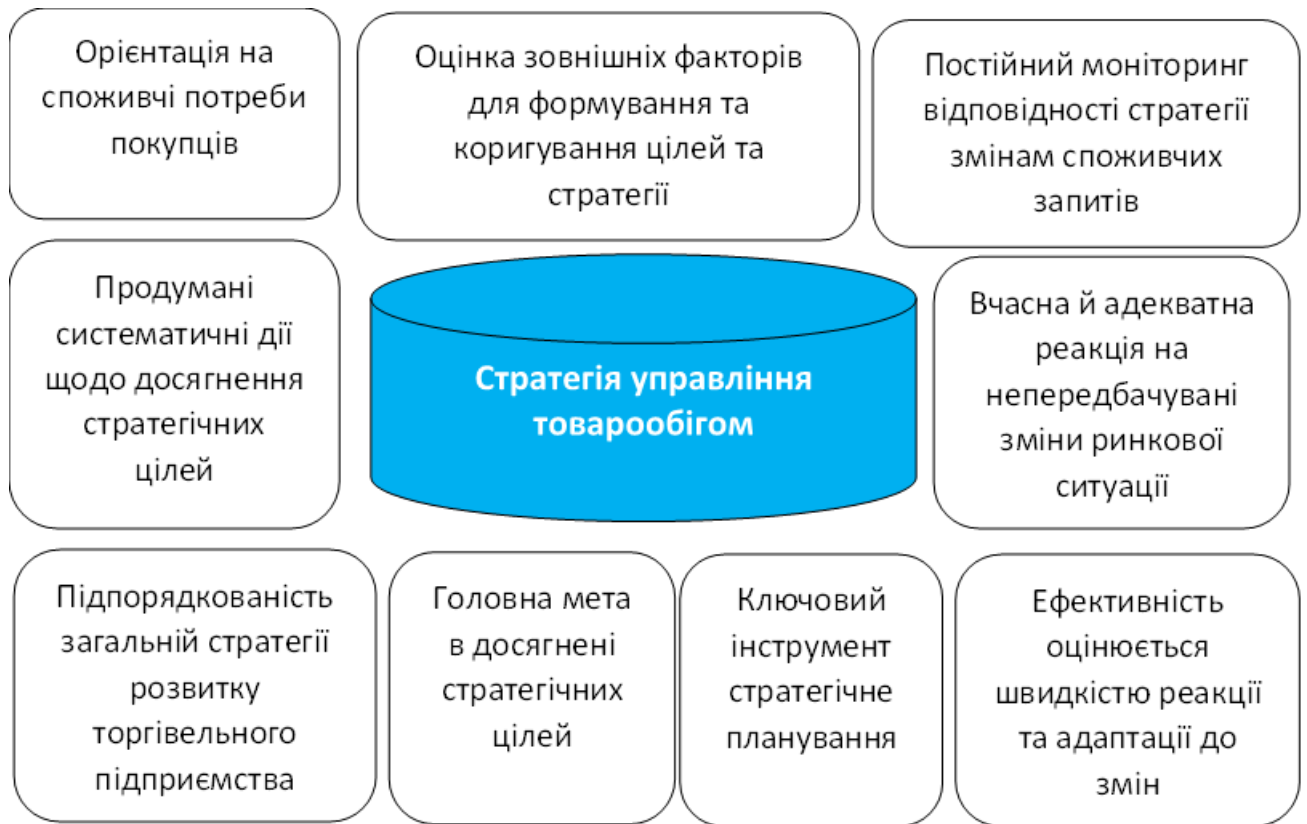 Орієнтація на
споживчі потреби
покупців
Оцінка зовнішніх факторів
для формування та
коригування цілей та
стратегії
Постійний моніторинг
відповідності стратегії
змінам споживчих
запитів
Продумані
систематичні дії
щодо досягнення
стратегічних
цілей
Стратегія управління
товарообігом
Вчасна й адекватна
реакція на
непередбачувані
зміни ринкової
ситуації
Підпорядкованість
загальній стратегії
розвитку
торгівельного
підприємства
Головна мета
в досягнені
стратегічних
цілей
Ключовий
інструмент
стратегічне
планування
Ефективність
оцінюється
швидкістю реакції
та адаптації до
змін